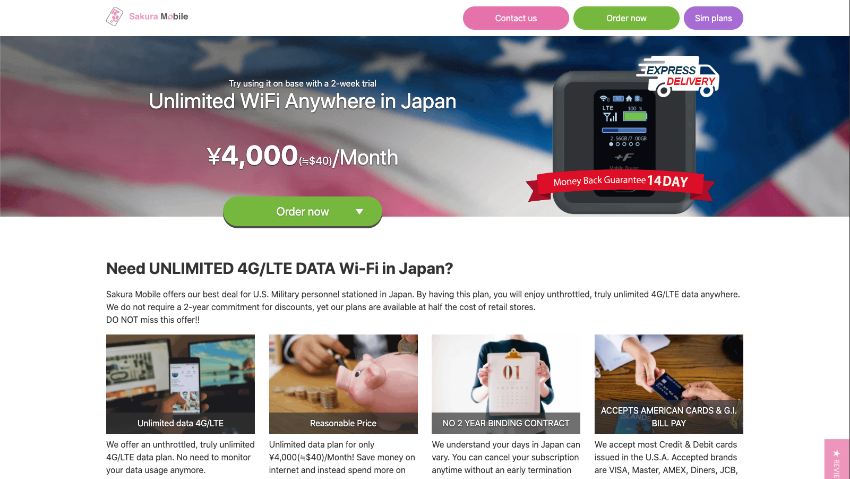 Sakura Mobile
Contact us
Order now
Sim plans
Try using it on base with a 2-week trial
Unlimited WiFi Anywhere in Japan
¥4,000(≒$40)/Month
Order now
EXPRESS
DELIVERY
LTE 100 %
2.56GB/7.00GB
+F
Money Back Guarantee 14DAY
Need UNLIMITED 4G/LTE DATA Wi-Fi in Japan?
Sakura Mobile offers our best deal for U.S. Military personnel stationed in Japan. By having this plan, you will enjoy unthrottled, truly unlimited 4G/LTE data anywhere.
We do not require a 2-year commitment for discounts, yet our plans are available at half the cost of retail stores.
DO NOT miss this offer!!
Unlimited data 4G/LTE
We offer an unthrottled, truly unlimited
4G/LTE data plan. No need to monitor
your data usage anymore.
Reasonable Price
Unlimited data plan for only
¥4,000(≒$40)/Month! Save money on
internet and instead spend more on
01
NO 2 YEAR BINDING CONTRACT
We understand your days in Japan can
vary. You can cancel your subscription
anytime without an early termination
ACCEPTS AMERICAN CARDS & G.I.
BILL PAY
We accept most Credit & Debit cards
issued in the U.S.A. Accepted brands
are VISA, Master, AMEX, Diners, JCB,
★ REVIE